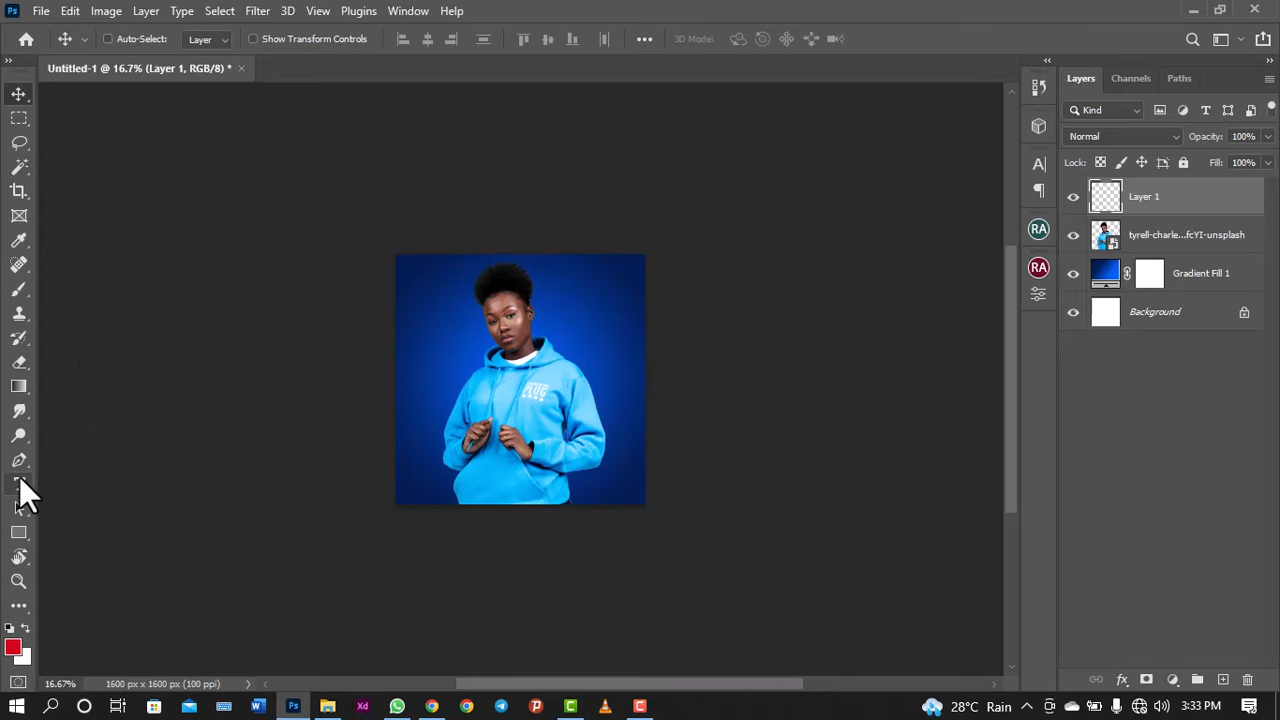 Ps File Edit Image Layer Type Select Filter 3D View Plugins Window Help
Auto-Select: Layer Show Transform Controls 3D Mode:
Untitled-1 @ 16.7% (Layer 1, RGB/8) *
Layers Channels Paths
Kind
Normal Opacity: 100%
Lock: Fill: 100%
Layer 1
tyrell-charle...fcYI-unsplash
Gradient Fill 1
Background
RA
RA
PLUG
16.67% 1600 px x 1600 px (100 ppi)
28°C Rain 3:33 PM